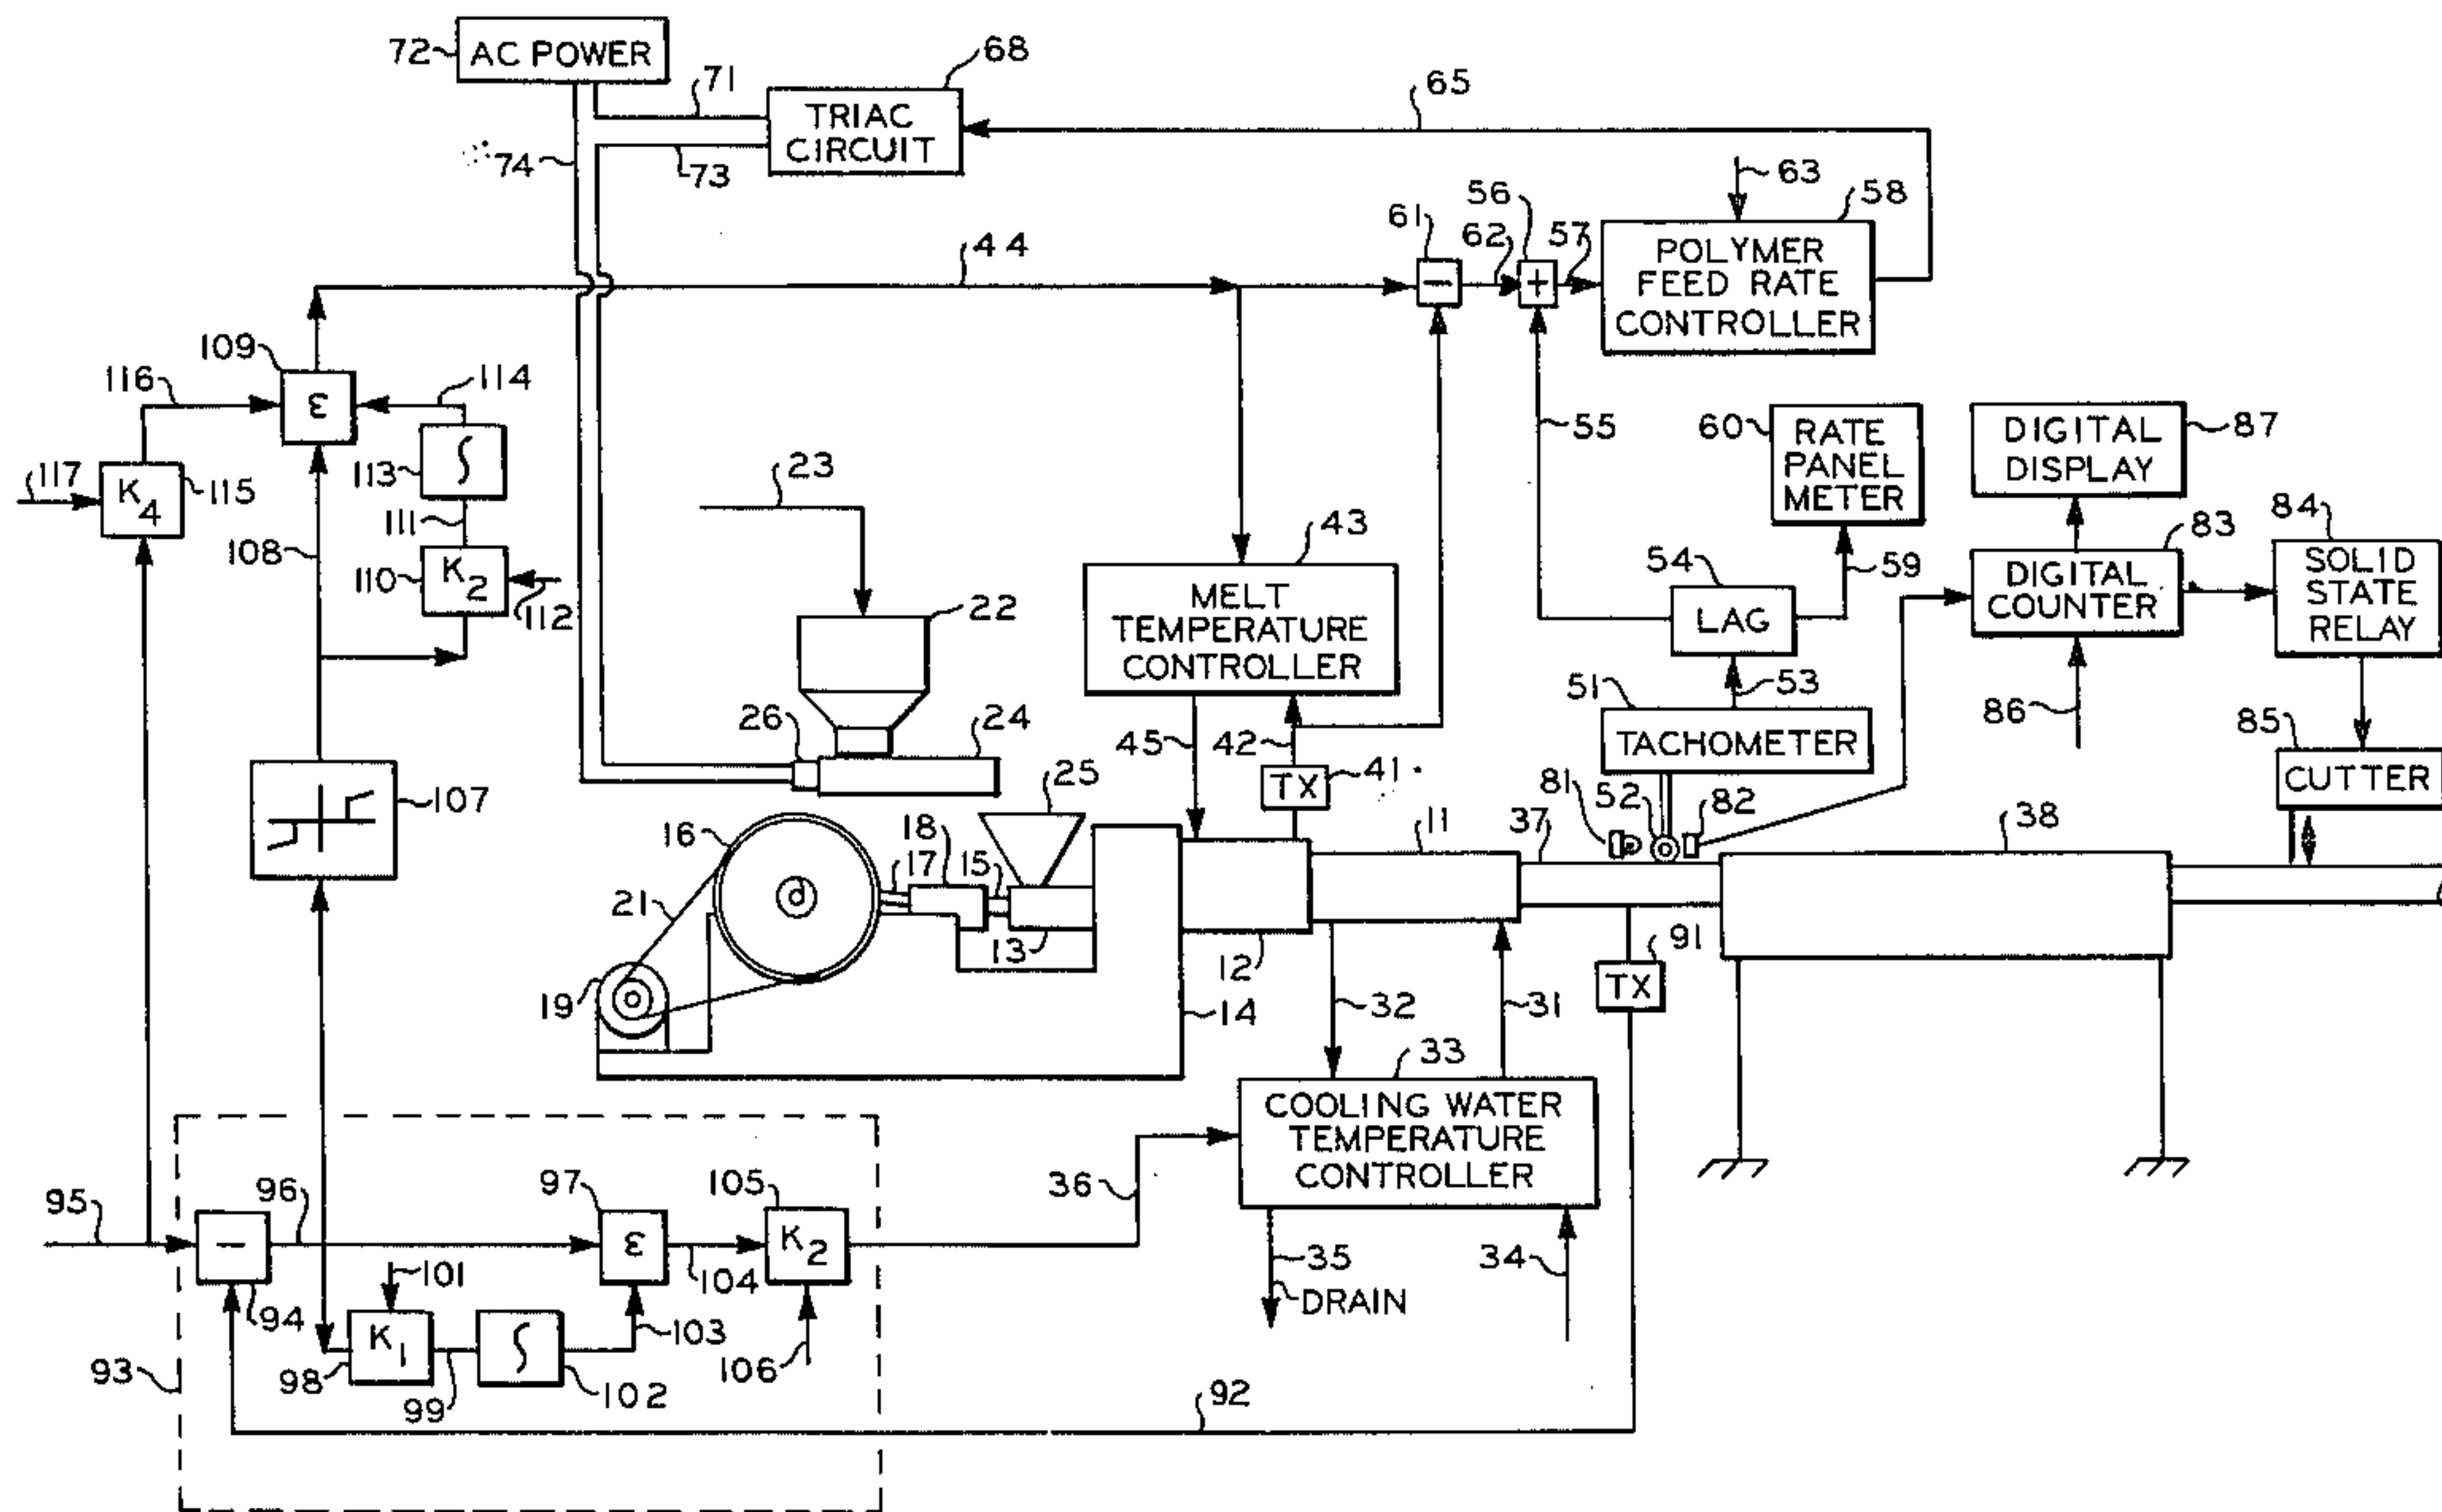 72 AC POWER
71
68
TRIAC
CIRCUIT
65
74
73
63
58
56
61
62
57
+
−
POLYMER
FEED RATE
CONTROLLER
44
109
116
ε
114
117
K4
115
113
∫
111
108
110
K2
112
23
22
43
MELT
TEMPERATURE
CONTROLLER
55
60
RATE
PANEL
METER
59
54
LAG
53
DIGITAL
DISPLAY
87
83
DIGITAL
COUNTER
86
84
SOLID
STATE
RELAY
85
CUTTER
51
TACHOMETER
26
24
25
45
42
TX
41
81
52
82
107
16
18
17
15
21
13
19
14
11
12
37
38
91
TX
32
31
33
COOLING WATER
TEMPERATURE
CONTROLLER
36
35
DRAIN
34
95
96
97
105
−
ε
K2
94
101
104
106
K1
98
99
∫
102
103
93
92